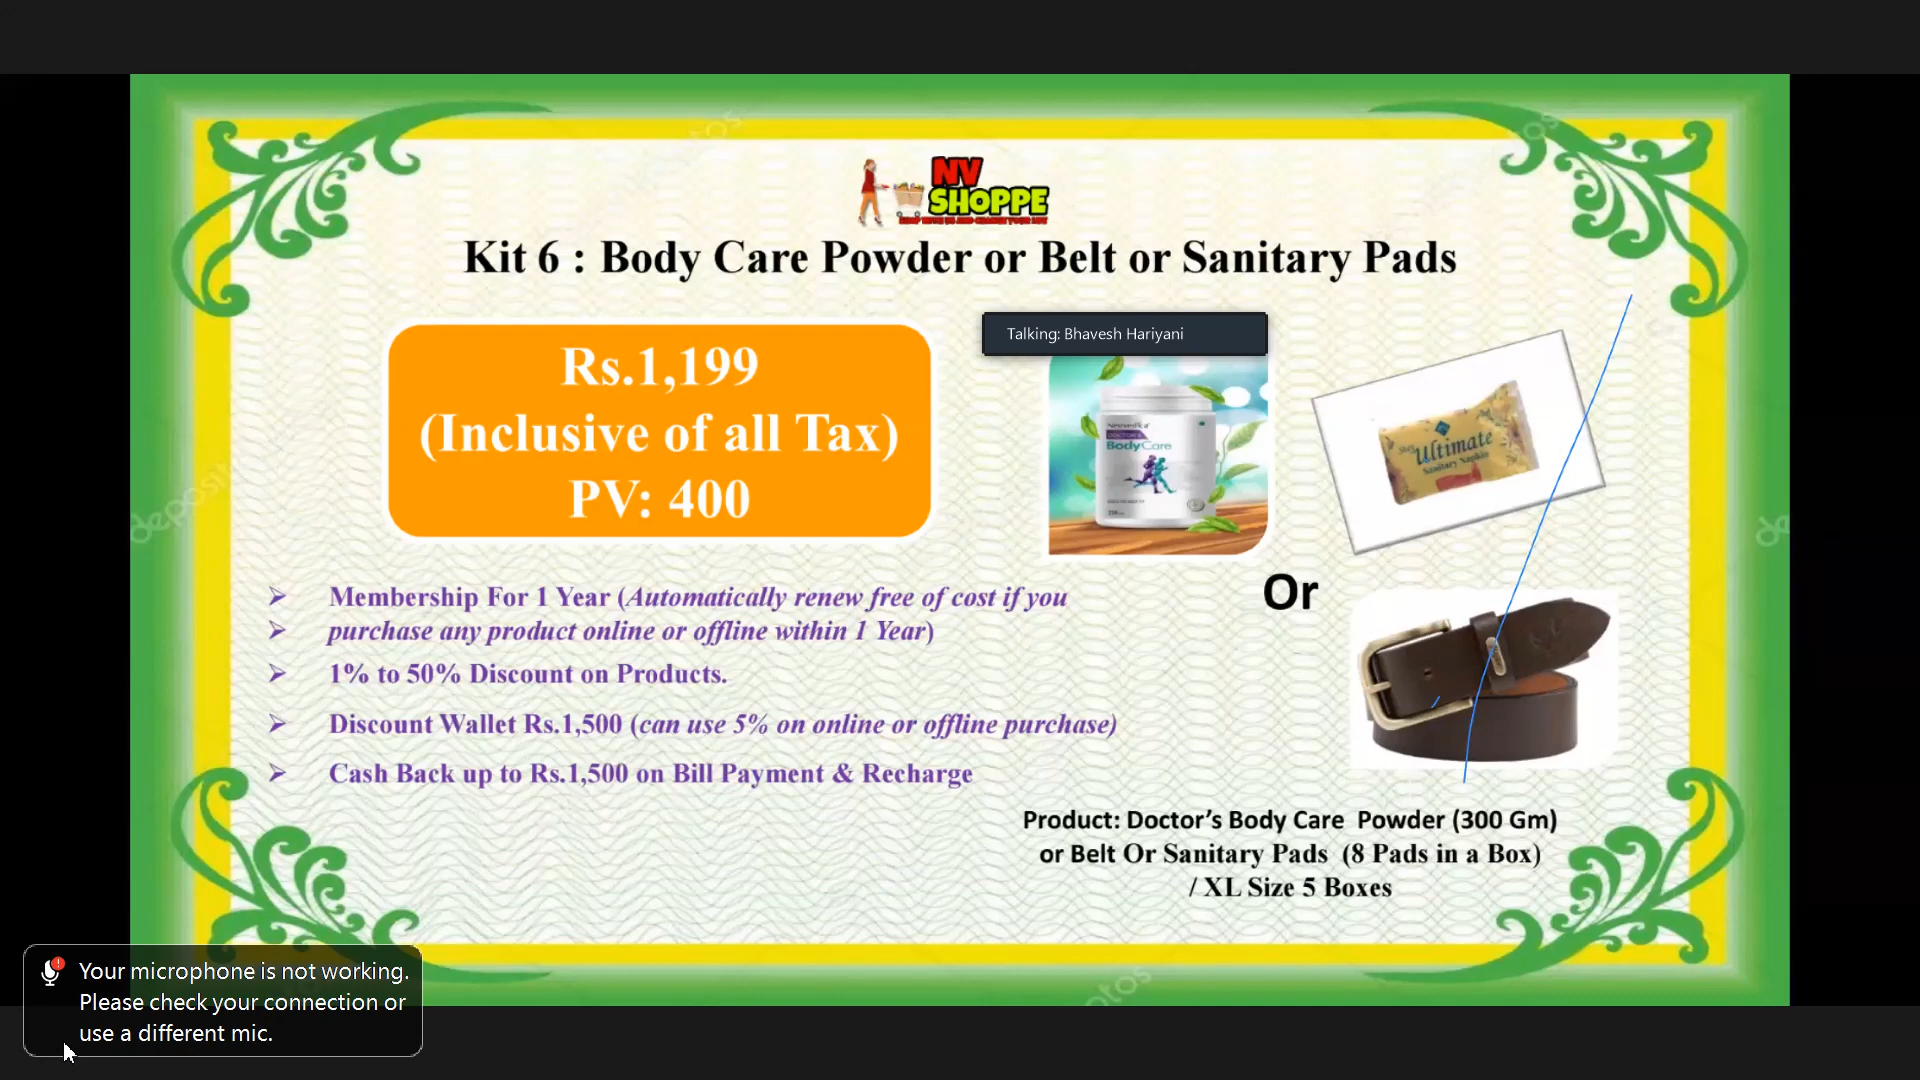 NV
SHOPPE
Kit 6 : Body Care Powder or Belt or Sanitary Pads
Rs.1,199
(Inclusive of all Tax)
PV: 400
Talking: Bhavesh Hariyani
DOCTOR'S
BodyCare
Ultimate
Sanitary Napkin
➢ Membership For 1 Year (Automatically renew free of cost if you
➢ purchase any product online or offline within 1 Year)
➢ 1% to 50% Discount on Products.
➢ Discount Wallet Rs.1,500 (can use 5% on online or offline purchase)
➢ Cash Back up to Rs.1,500 on Bill Payment & Recharge
Or
Product: Doctor’s Body Care Powder (300 Gm)
or Belt Or Sanitary Pads (8 Pads in a Box)
/ XL Size 5 Boxes
Your microphone is not working.
Please check your connection or
use a different mic.